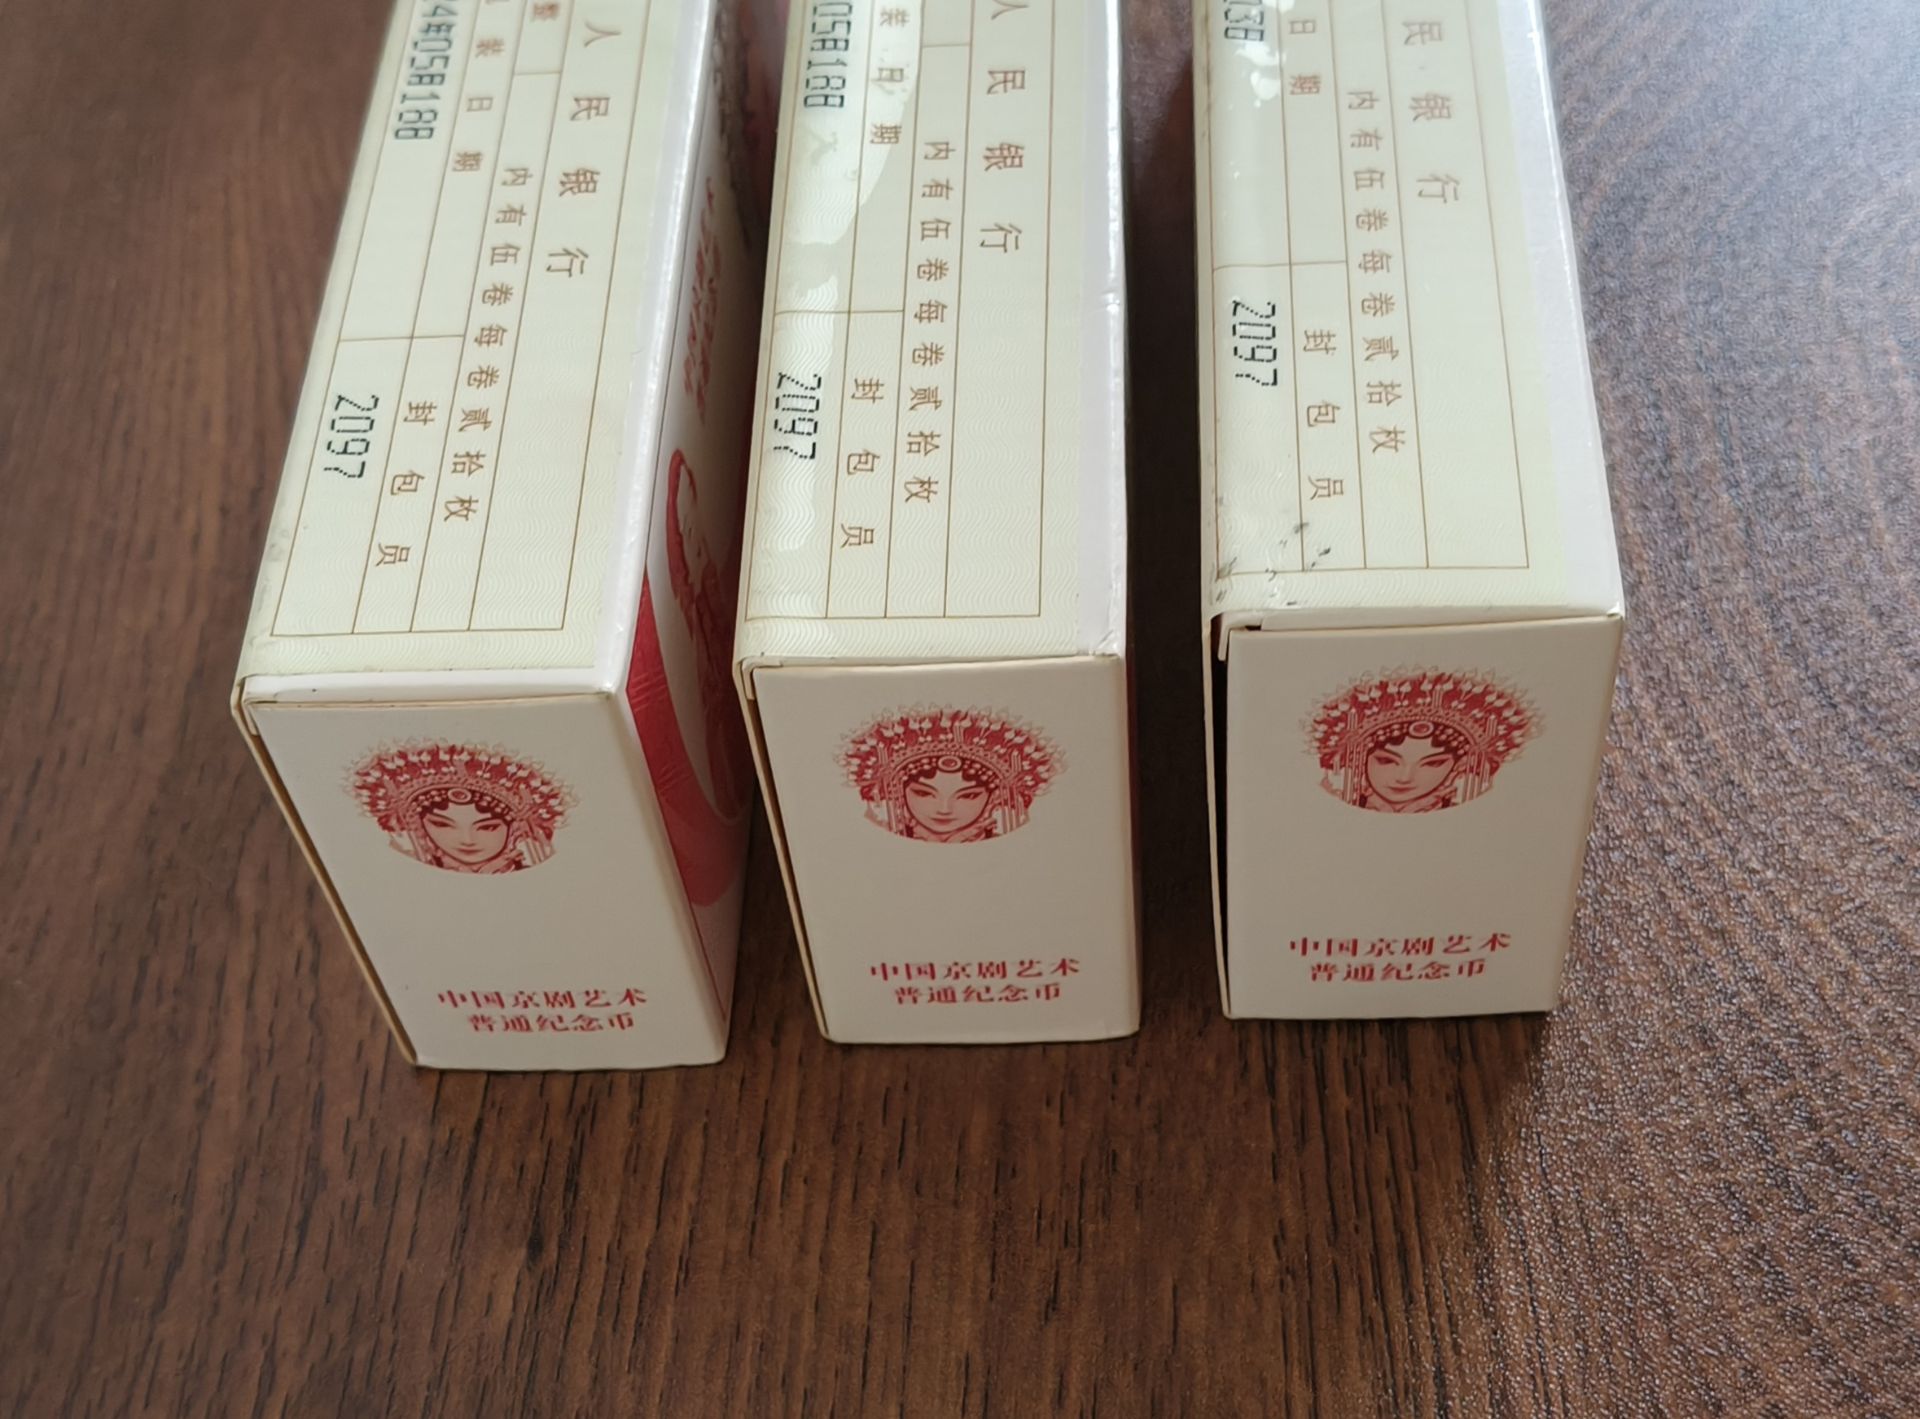 人民银行
内有伍卷每卷贰拾枚
装日期
封包员
4#058188
2097
中国京剧艺术
普通纪念币
人民银行
内有伍卷每卷贰拾枚
装日期
封包员
058188
2097
中国京剧艺术
普通纪念币
民银行
内有伍卷每卷贰拾枚
日期
封包员
2097
中国京剧艺术
普通纪念币